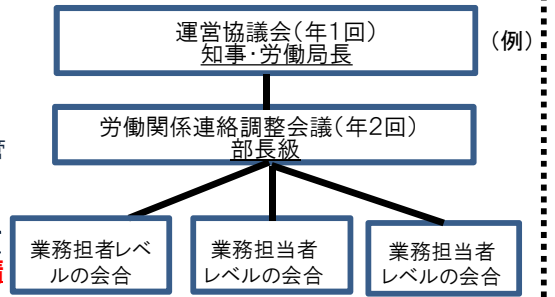 運営協議会(年1回)
知事・労働局長
(例)
労働関係連絡調整会議(年2回)
部長級
業務担者レベ
ルの会合
業務担当者
レベルの会合
業務担当者
レベルの会合